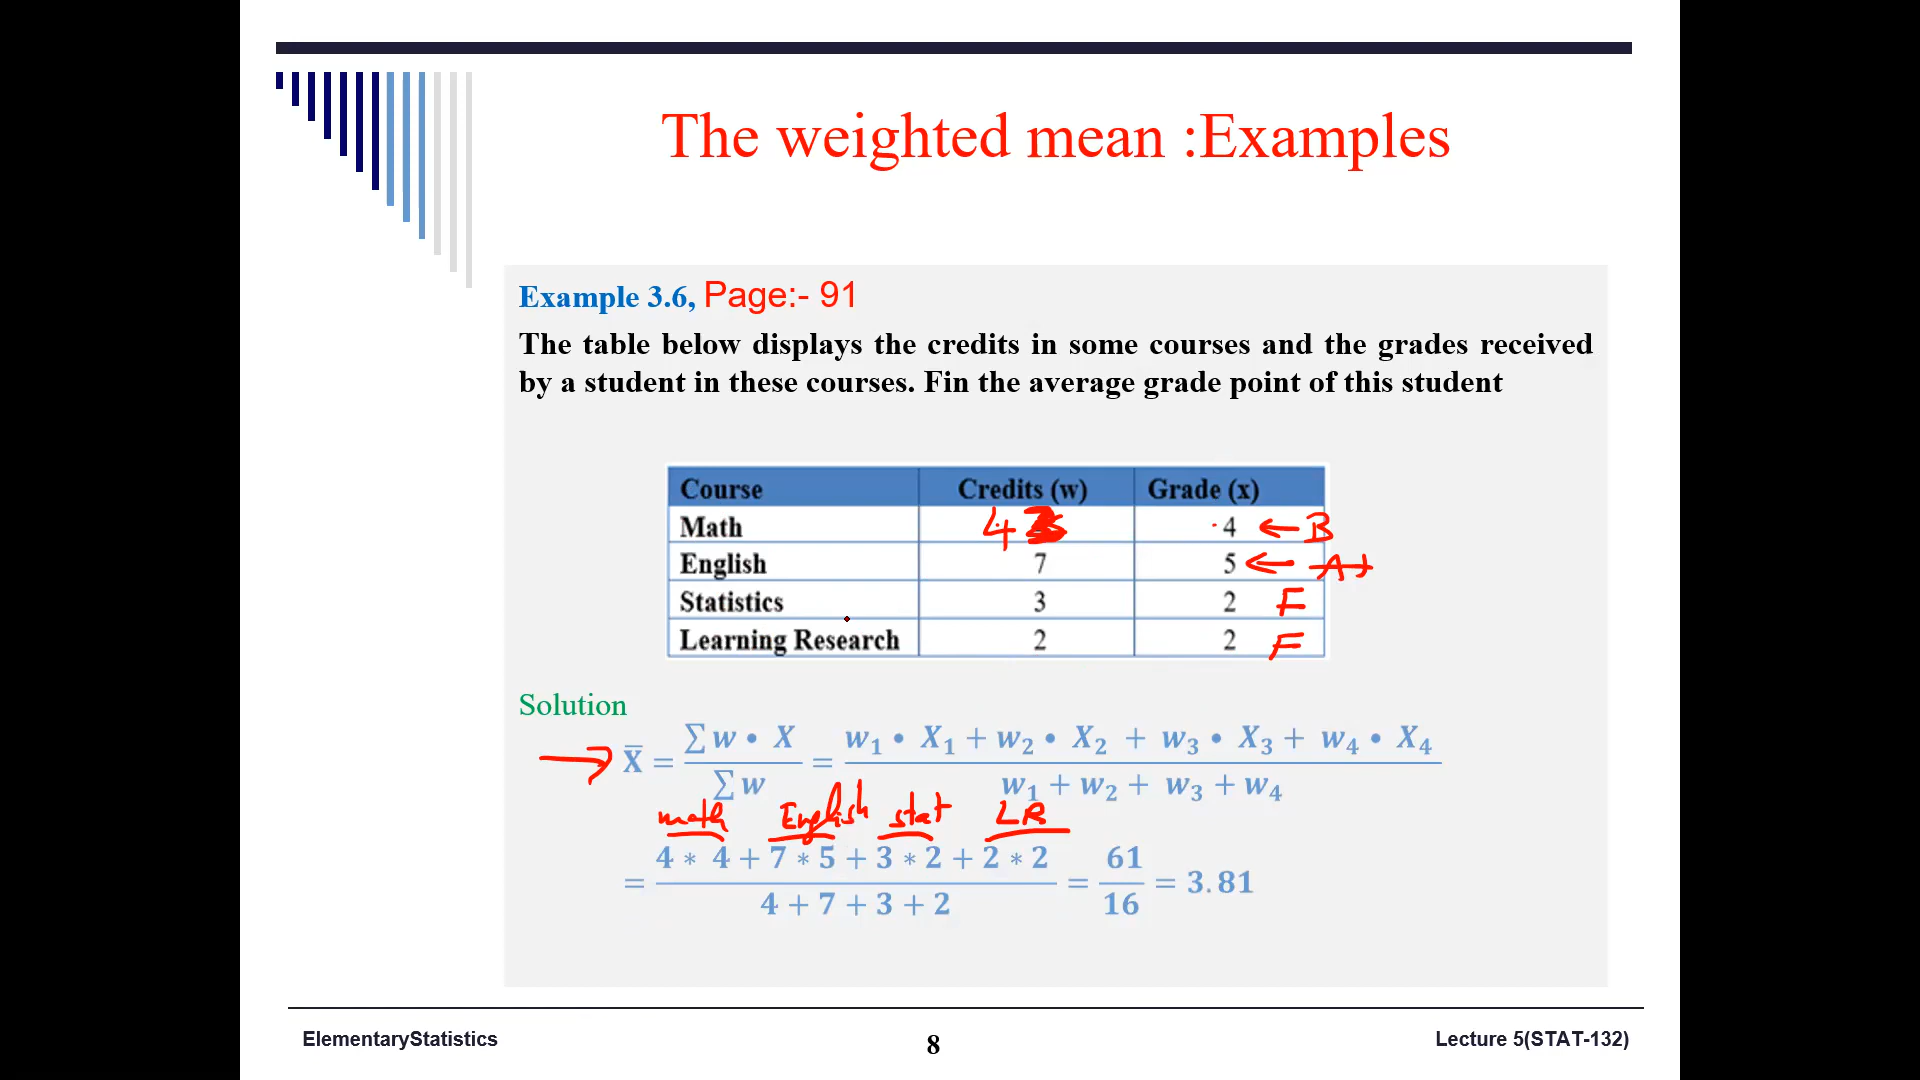 The weighted mean :Examples
Example 3.6, Page:- 91
The table below displays the credits in some courses and the grades received
by a student in these courses. Fin the average grade point of this student
Course Credits (w) Grade (x)
Math 4 4 ← B
English 7 5 ← A+
Statistics 3 2 F
Learning Research 2 2 F
Solution
→ X̄ = ∑ w • X / ∑ w = w₁ • X₁ + w₂ • X₂ + w₃ • X₃ + w₄ • X₄ / w₁ + w₂ + w₃ + w₄
math English stat LR
= 4 * 4 + 7 * 5 + 3 * 2 + 2 * 2 / 4 + 7 + 3 + 2 = 61 / 16 = 3.81
ElementaryStatistics 8 Lecture 5(STAT-132)